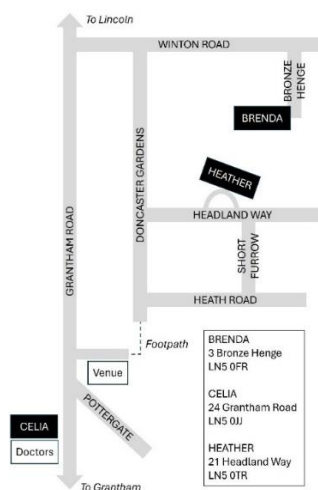 To Lincoln
WINTON ROAD
BRONZE
HENGE
BRENDA
DONCASTER GARDENS
GRANTHAM ROAD
HEATHER
HEADLAND WAY
SHORT
FURROW
HEATH ROAD
Footpath
Venue
POTTERGATE
CELIA
Doctors
To Grantham
BRENDA
3 Bronze Henge
LN5 0FR
CELIA
24 Grantham Road
LN5 0JJ
HEATHER
21 Headland Way
LN5 0TR